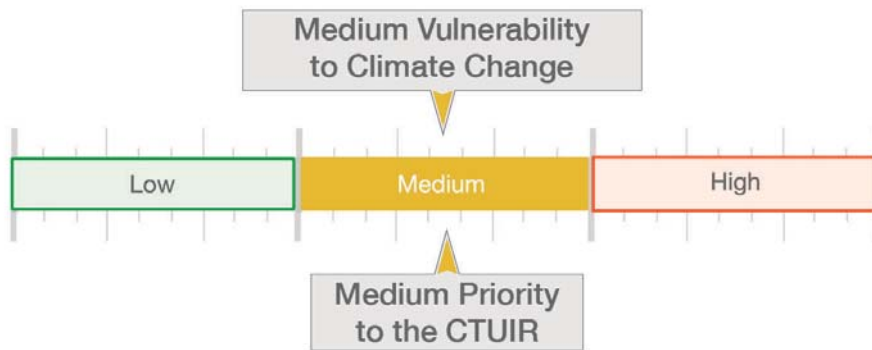 Medium Vulnerability
to Climate Change
Low
Medium
High
Medium Priority
to the CTUIR